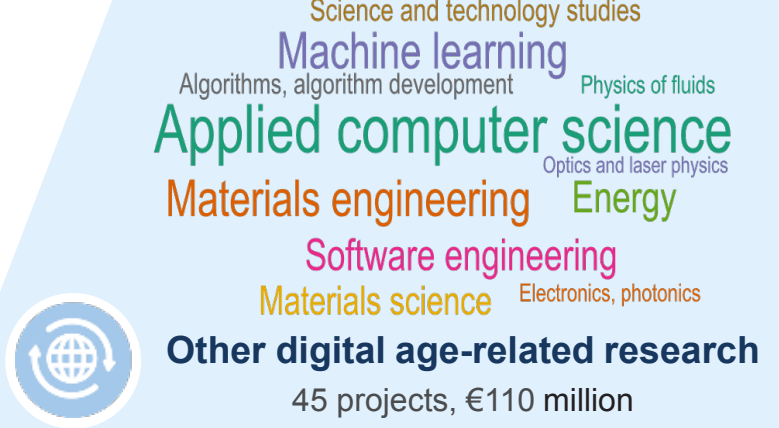 Science and technology studies
Machine learning
Algorithms, algorithm development
Physics of fluids
Applied computer science
Optics and laser physics
Materials engineering
Energy
Software engineering
Materials science
Electronics, photonics
Other digital age-related research
45 projects, €110 million